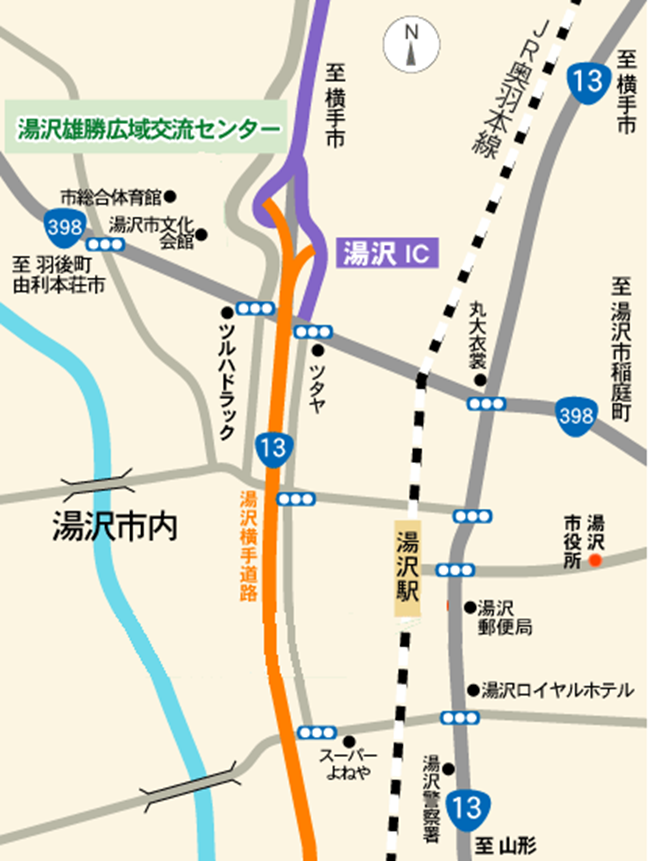 N
至 横手市
JR奥羽本線
13
至 横手市
湯沢雄勝広域交流センター
市総合体育館
湯沢市文化
会館
398
至 羽後町
由利本荘市
湯沢 IC
至 湯沢市稲庭町
丸大衣裳
ツルハドラック
ツタヤ
398
13
湯沢横手道路
湯沢市内
湯沢駅
湯沢
市役所
湯沢
郵便局
湯沢ロイヤルホテル
スーパー
よねや
湯沢警察署
13
至 山形